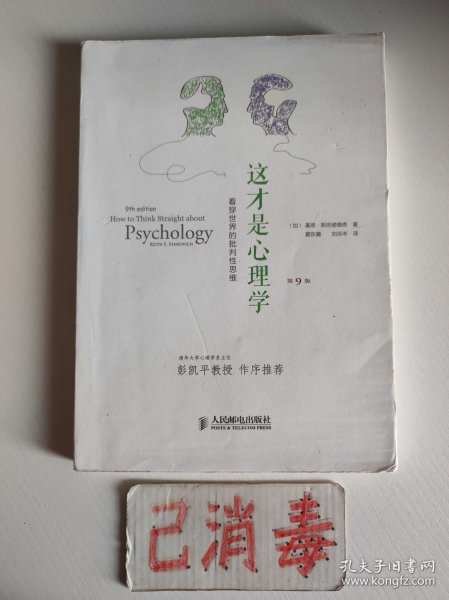 9th edition
How to Think Straight about
Psychology
KEITH E. STANOVICH
这才是心理学
看穿世界的批判性思维
第9版
（加）基思·斯坦诺维奇 著
窦东徽 刘肖岑 译
清华大学心理学系主任
彭凯平教授 作序推荐
人民邮电出版社
POSTS & TELECOM PRESS
己消毒
孔夫子旧书网
www.kongfz.com